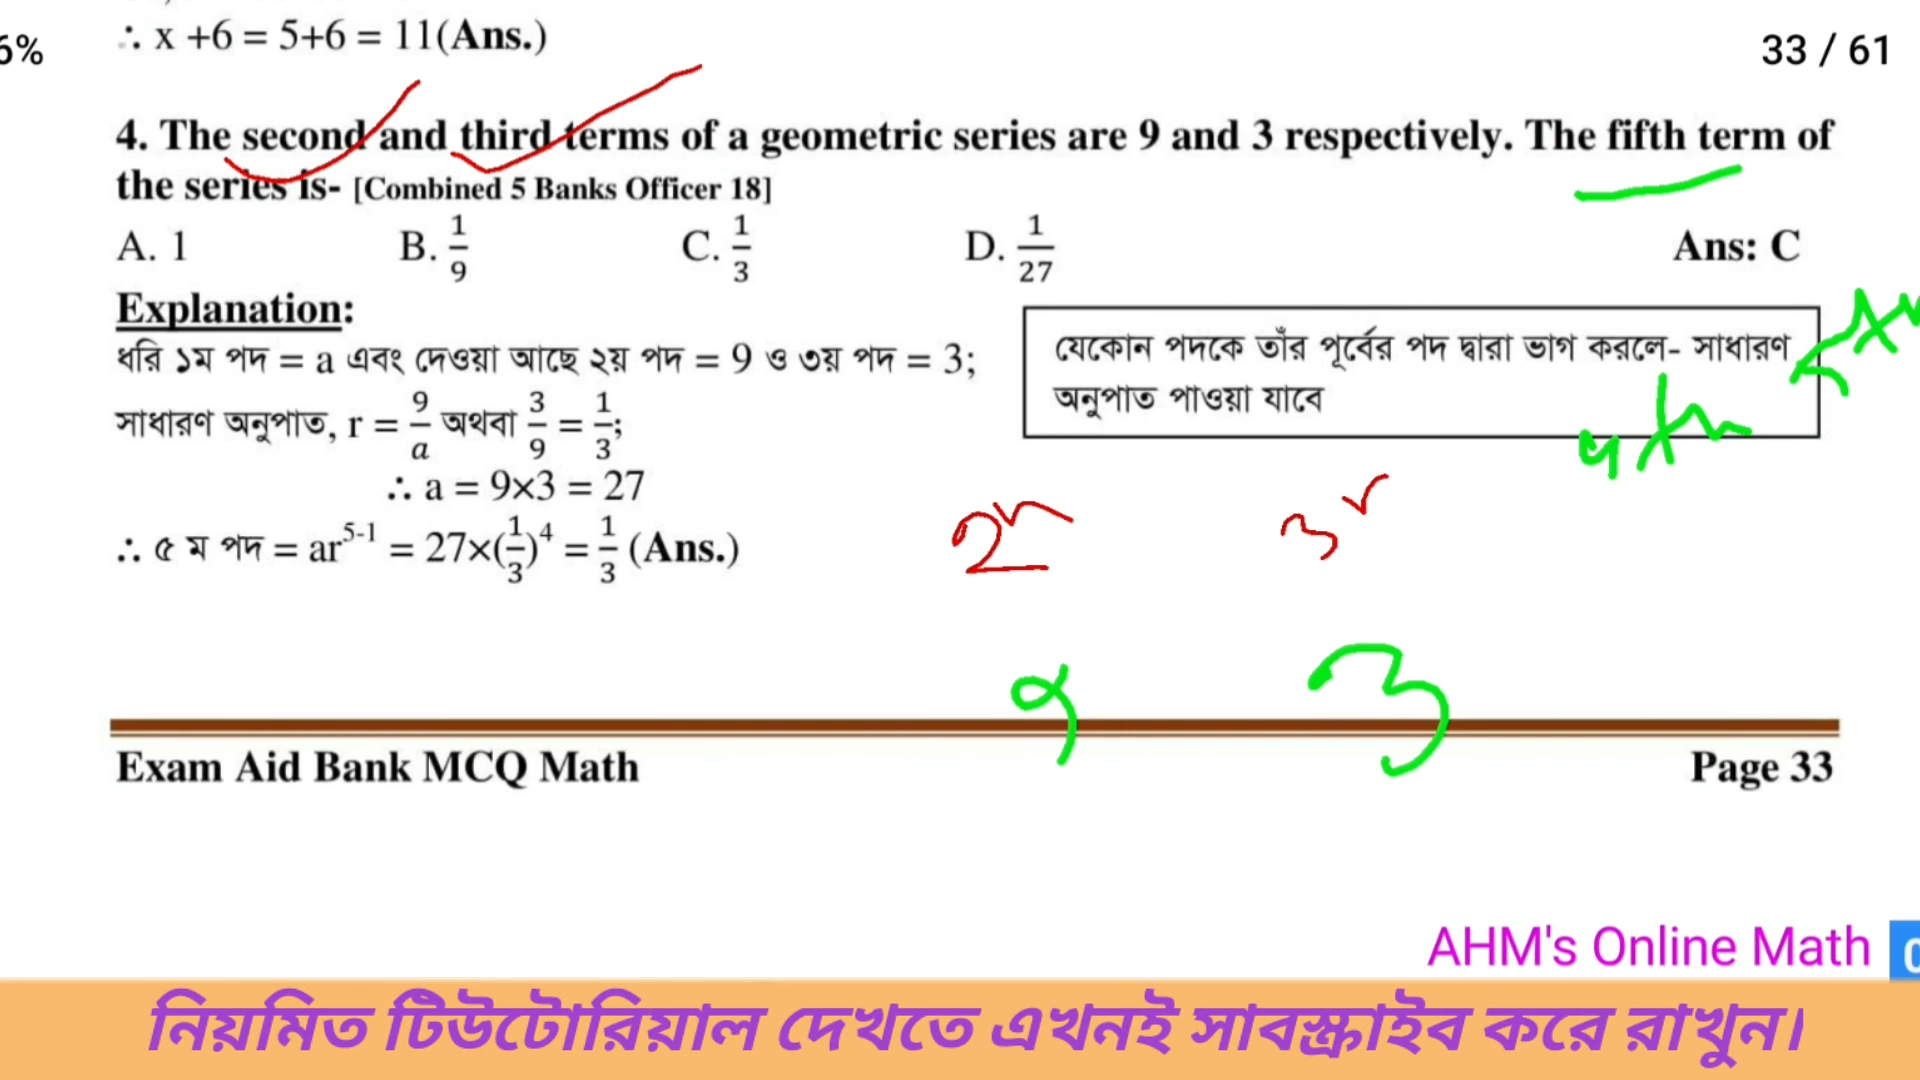 ∴ x +6 = 5+6 = 11(Ans.)
6%
33 / 61
4. The second and third terms of a geometric series are 9 and 3 respectively. The fifth term of
the series is- [Combined 5 Banks Officer 18]
A. 1 B. 1/9 C. 1/3 D. 1/27 Ans: C
Explanation:
ধরি ১ম পদ = a এবং দেওয়া আছে ২য় পদ = 9 ও ৩য় পদ = 3;
সাধারণ অনুপাত, r = 9/a অথবা 3/9 = 1/3;
∴ a = 9×3 = 27
∴ ৫ ম পদ = ar^5-1 = 27×(1/3)^4 = 1/3 (Ans.)
যেকোন পদকে তাঁর পূর্বের পদ দ্বারা ভাগ করলে- সাধারণ
অনুপাত পাওয়া যাবে
9 3
Exam Aid Bank MCQ Math Page 33
AHM's Online Math
নিয়মিত টিউটোরিয়াল দেখতে এখনই সাবস্ক্রাইব করে রাখুন।